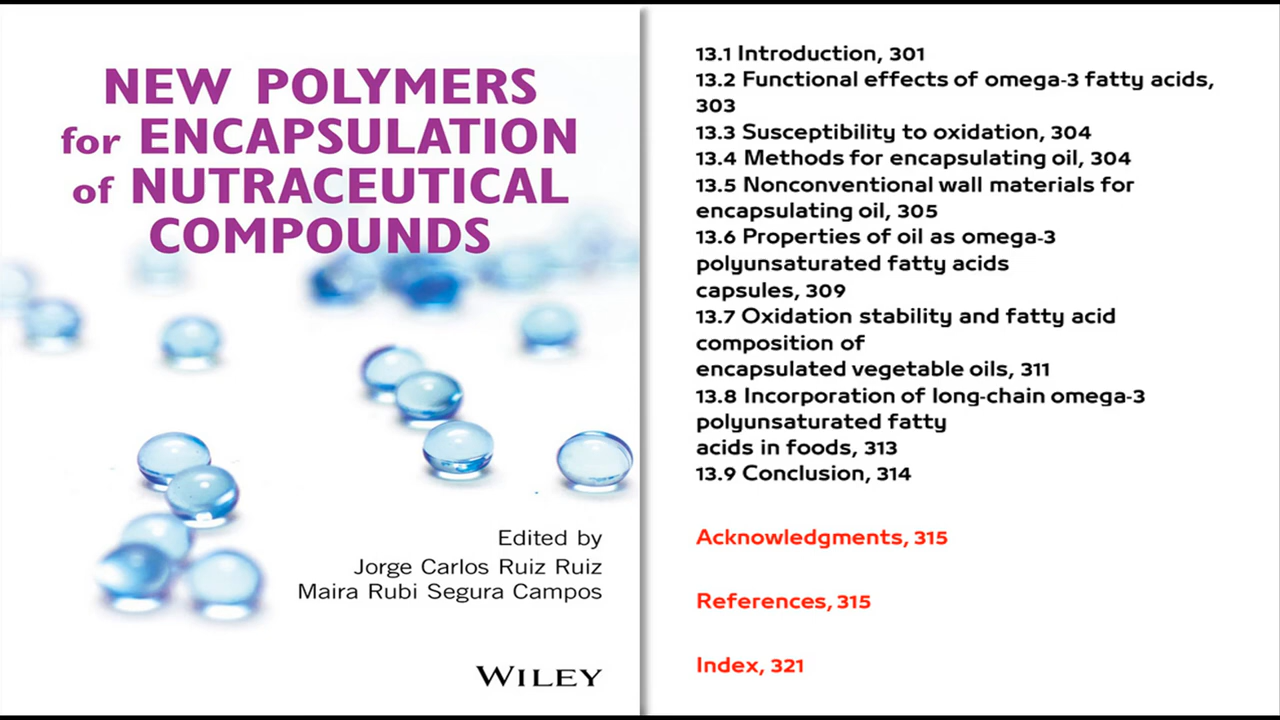 NEW POLYMERS
for ENCAPSULATION
of NUTRACEUTICAL
COMPOUNDS
Edited by
Jorge Carlos Ruiz Ruiz
Maira Rubi Segura Campos
WILEY
13.1 Introduction, 301
13.2 Functional effects of omega-3 fatty acids,
303
13.3 Susceptibility to oxidation, 304
13.4 Methods for encapsulating oil, 304
13.5 Nonconventional wall materials for
encapsulating oil, 305
13.6 Properties of oil as omega-3
polyunsaturated fatty acids
capsules, 309
13.7 Oxidation stability and fatty acid
composition of
encapsulated vegetable oils, 311
13.8 Incorporation of long-chain omega-3
polyunsaturated fatty
acids in foods, 313
13.9 Conclusion, 314
Acknowledgments, 315
References, 315
Index, 321